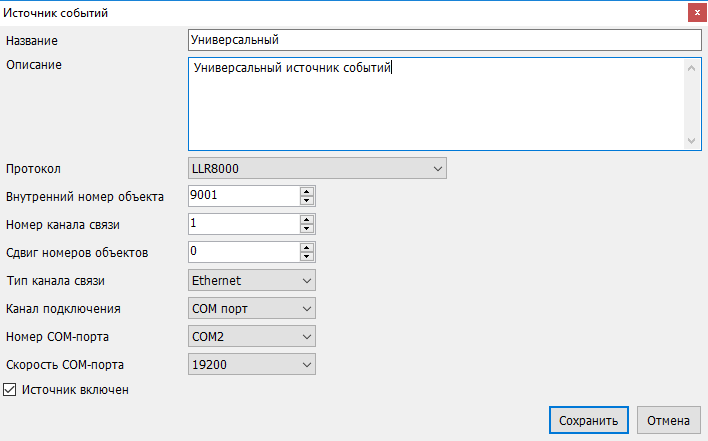 Источник событий
Название Универсальный
Описание Универсальный источник событий
Протокол LLR8000
Внутренний номер объекта 9001
Номер канала связи 1
Сдвиг номеров объектов 0
Тип канала связи Ethernet
Канал подключения COM порт
Номер COM-порта COM2
Скорость COM-порта 19200
Источник включен
Сохранить Отмена